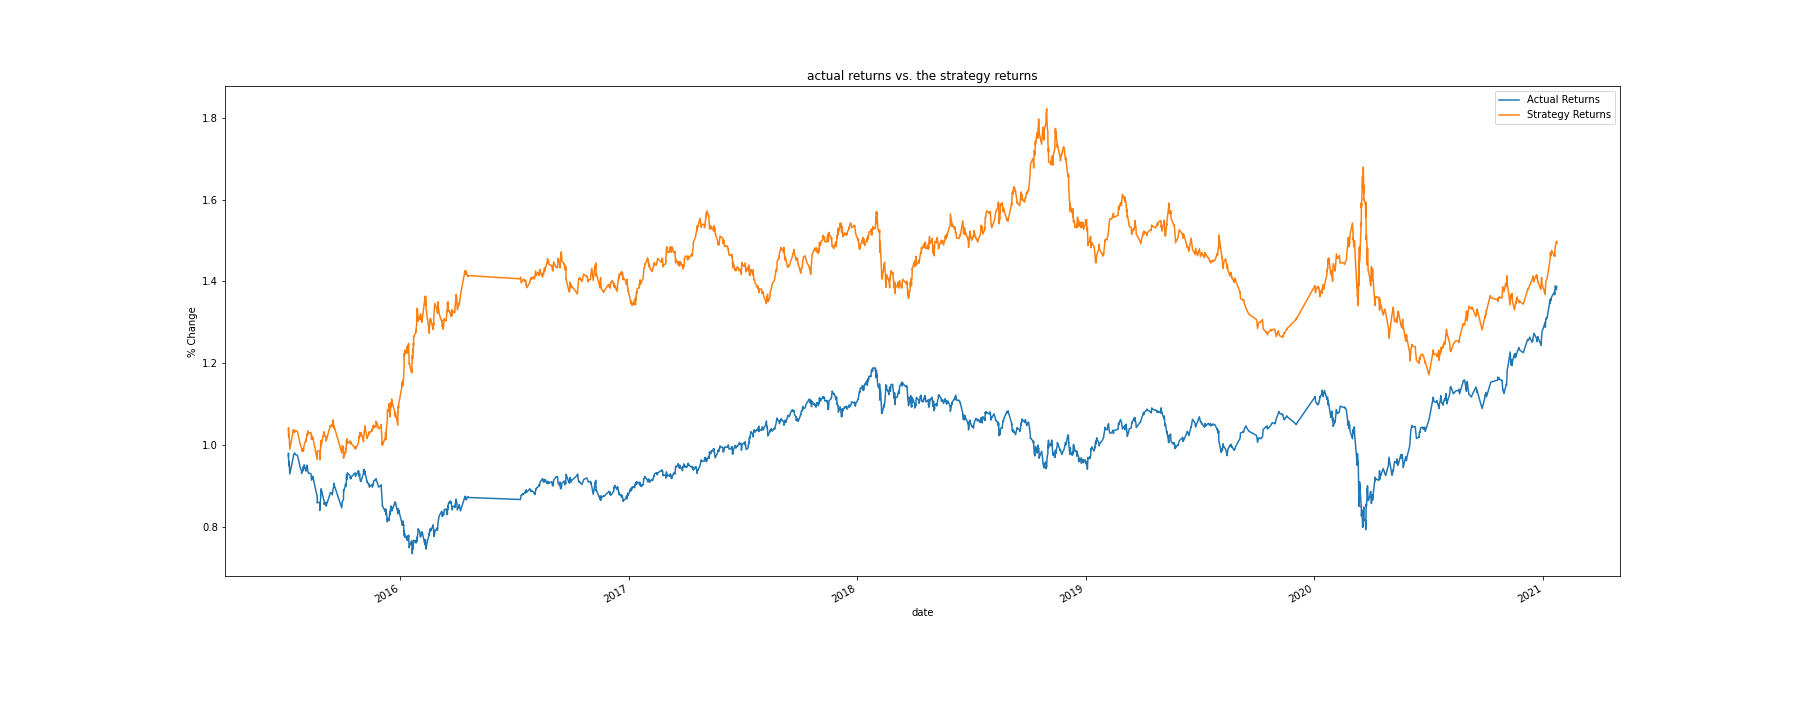 actual returns vs. the strategy returns
Actual Returns
Strategy Returns
1.8
1.6
1.4
1.2
1.0
0.8
% Change
2016
2017
2018
2019
2020
2021
date